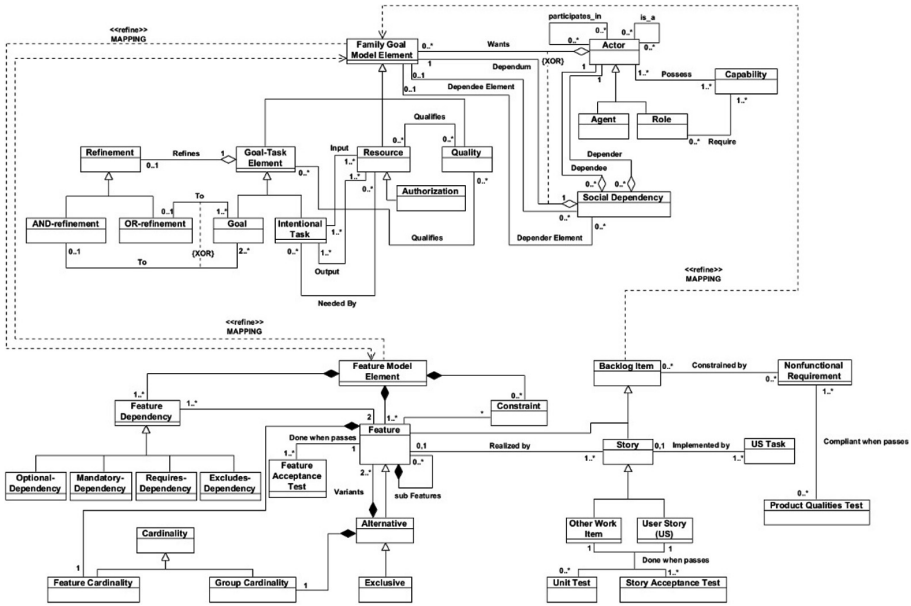 participates_in
is_a
<<refine>>
MAPPING
Family Goal
Model Element
0..*
Wants
0..*
0..*
Actor
0..*
{XOR}
1
Dependum
0..1
Dependee Element
0..1
1
1
1..*
Possess
1..*
Capability
1..*
Agent
Role
0..*
Require
Qualifies
0..*
0..*
Refinement
0..1
Refines
1
Goal-Task
Element
0..*
Input
1..*
1..*
Resource
0..*
Quality
0..*
Authorization
Depender
Dependee
0..*
0..*
1
Social Dependency
0..*
0..*
Depender Element
To
0..1
1..*
AND-refinement
OR-refinement
Goal
Intentional
Task
1..*
0..1
{XOR}
2..*
0..*
1..*
To
Output
Qualifies
Needed By
<<refine>>
MAPPING
<<refine>>
MAPPING
Feature Model
Element
Backlog Item
0..*
Constrained by
0..*
Nonfunctional
Requirement
1..*
1..*
Feature
Dependency
1..*
2
1..*
0..*
*
Constraint
Feature
Done when passes
1
1..*
Feature
Acceptance
Test
0,1
Realized by
1..*
Story
0,1
Implemented by
1..*
US Task
Compliant when passes
2..*
0..*
sub Features
Variants
Optional-
Dependency
Mandatory-
Dependency
Requires-
Dependency
Excludes-
Dependency
0..*
Product Qualities Test
Alternative
Other Work
Item
User Story
(US)
Cardinality
1
1
Done when passes
1
Feature Cardinality
Group Cardinality
1
Exclusive
0..*
Unit Test
1..*
Story Acceptance Test